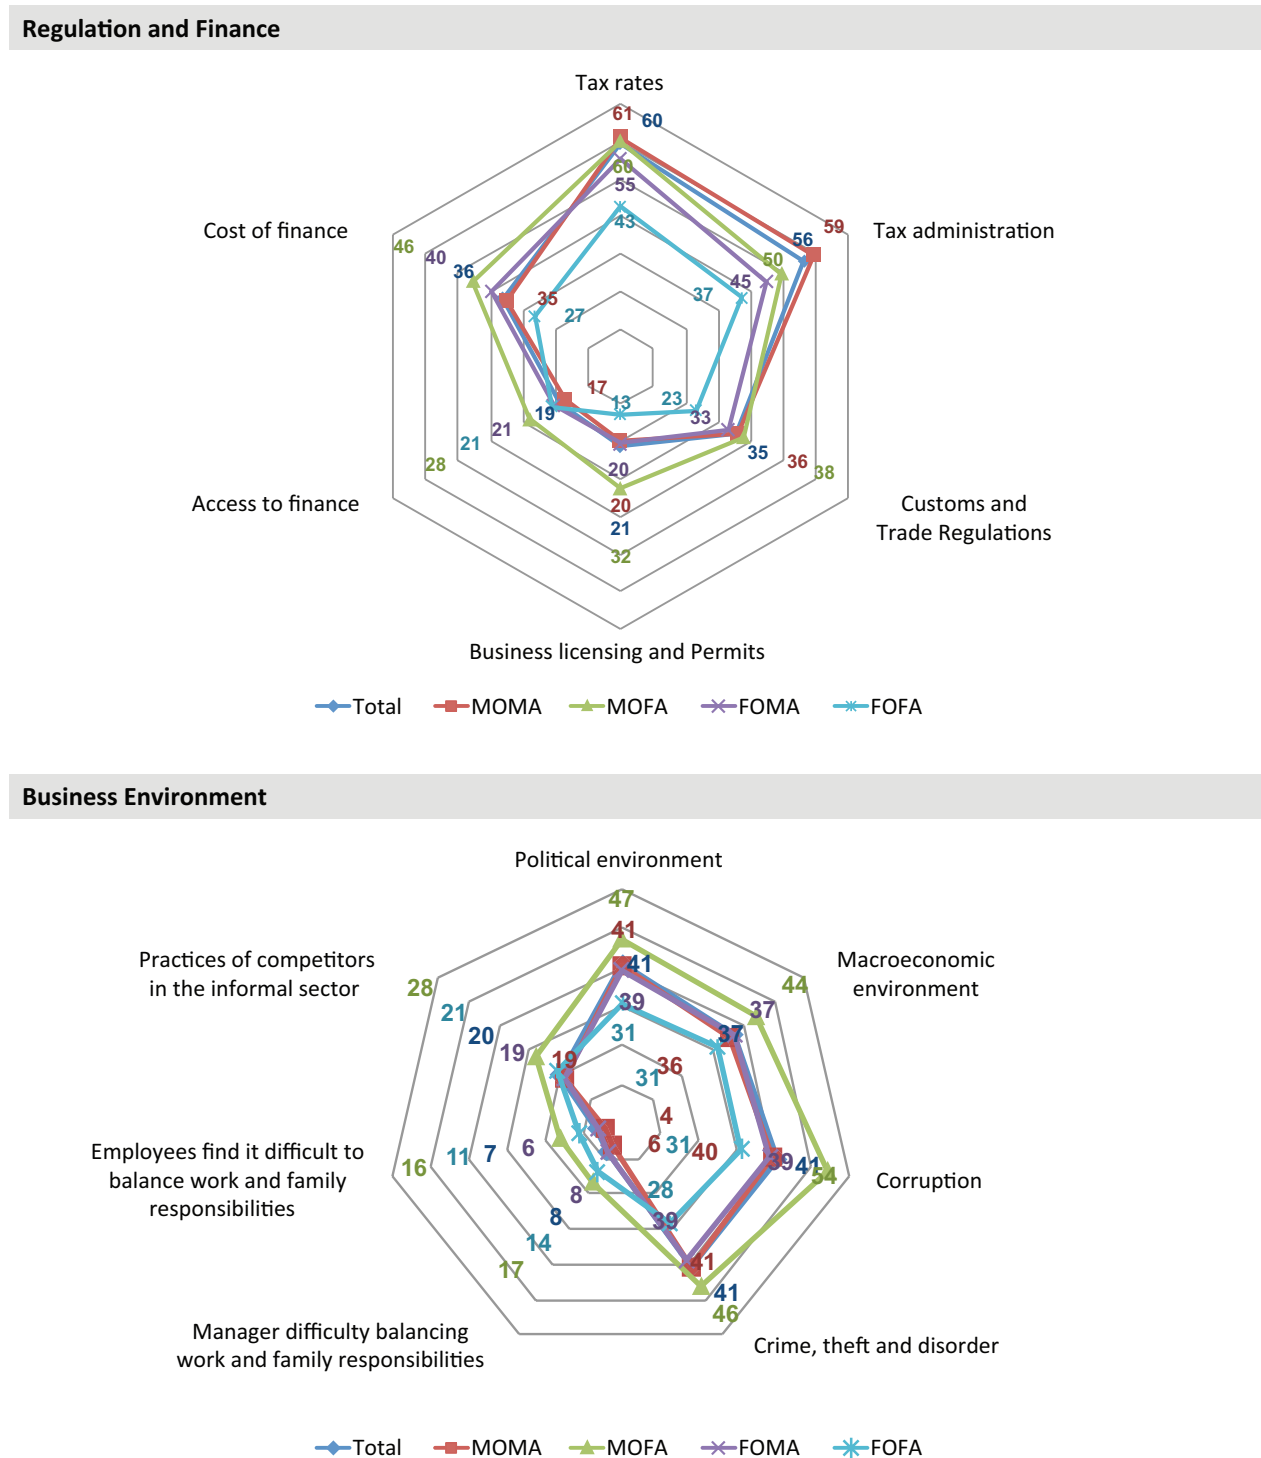 Regulation and Finance
Tax rates
61
60
60
55
43
Cost of finance
46
40
36
35
27
59
56
50
45
37
Tax administration
17
19
21
21
28
Access to finance
13
20
20
21
32
23
33
35
36
38
Customs and
Trade Regulations
Business licensing and Permits
Total
MOMA
MOFA
FOMA
FOFA
Business Environment
Political environment
47
41
41
39
31
Practices of competitors
in the informal sector
28
21
20
19
19
Macroeconomic
environment
44
37
37
36
31
Employees find it difficult to
balance work and family
responsibilities
16
11
7
6
4
6
31
40
39
41
54
Corruption
8
8
14
17
28
39
41
41
46
Manager difficulty balancing
work and family responsibilities
Crime, theft and disorder
Total
MOMA
MOFA
FOMA
FOFA